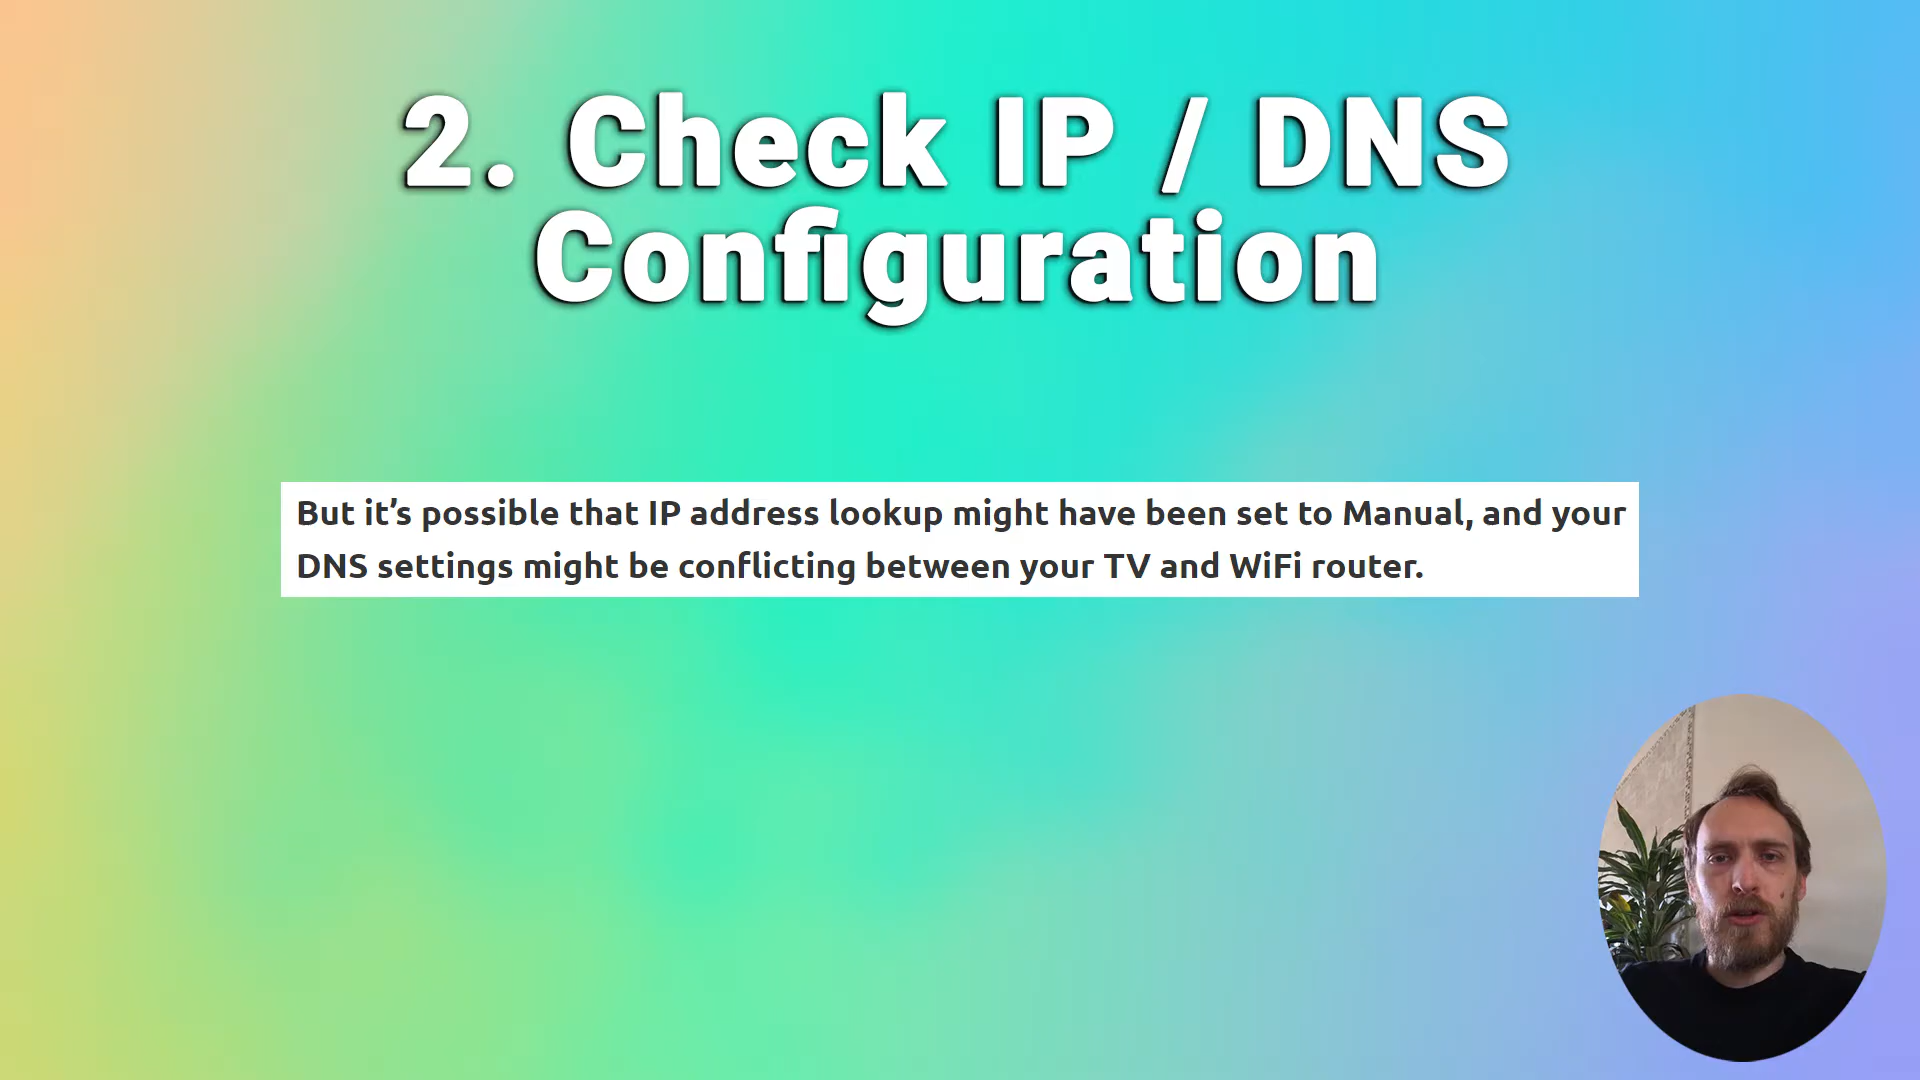 2. Check IP / DNS
Configuration
But it’s possible that IP address lookup might have been set to Manual, and your
DNS settings might be conflicting between your TV and WiFi router.